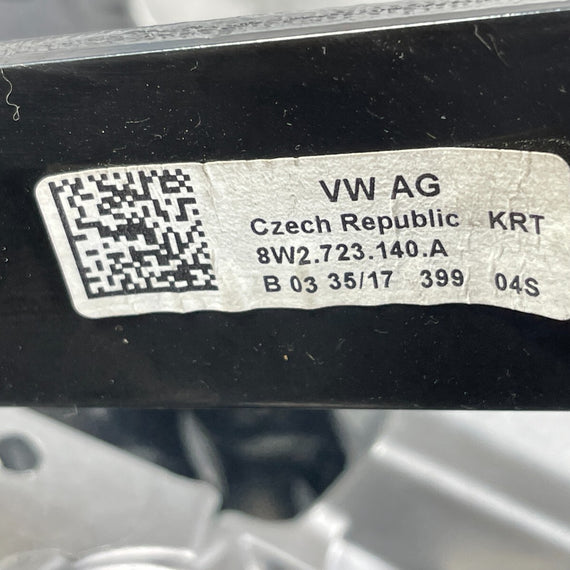 VW AG
Czech Republic KRT
8W2.723.140.A
B 03 35/17 399 04S